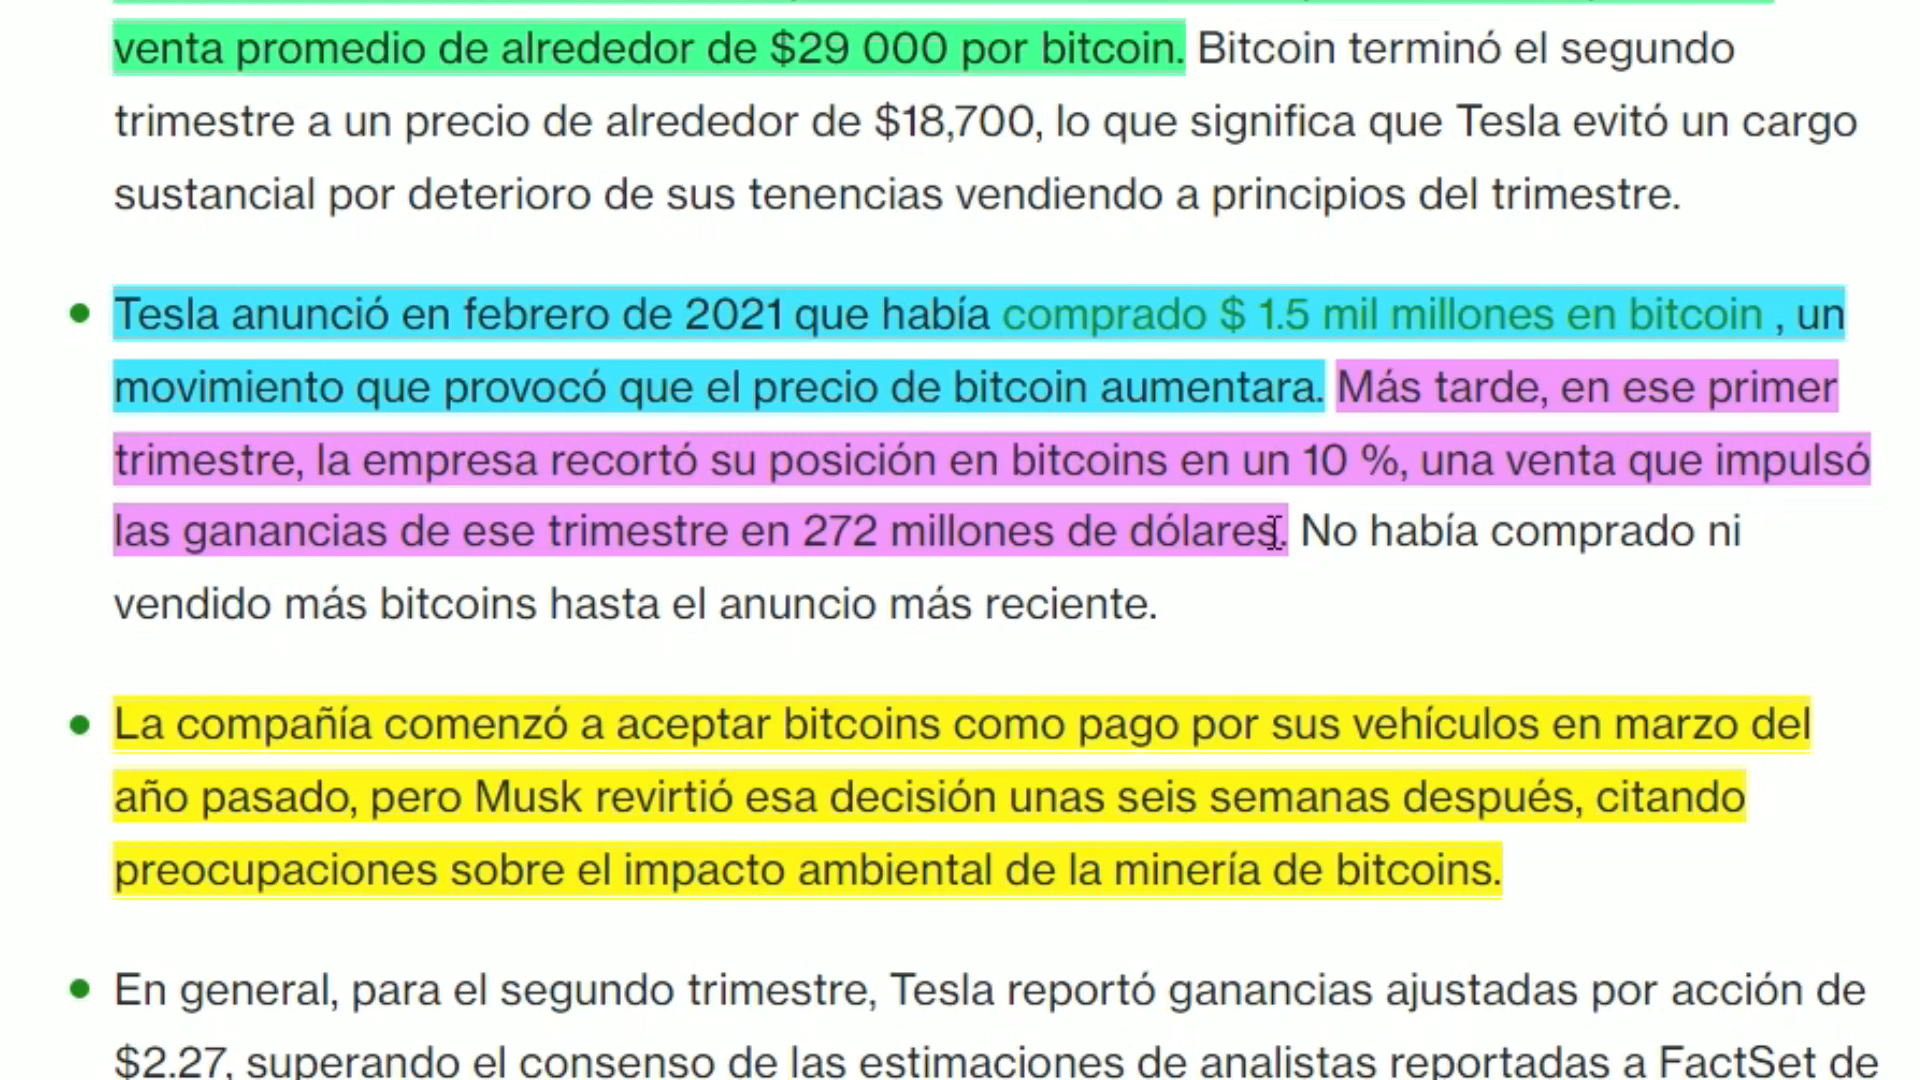 venta promedio de alrededor de $29 000 por bitcoin. Bitcoin terminó el segundo
trimestre a un precio de alrededor de $18,700, lo que significa que Tesla evitó un cargo
sustancial por deterioro de sus tenencias vendiendo a principios del trimestre.
Tesla anunció en febrero de 2021 que había comprado $ 1.5 mil millones en bitcoin , un
movimiento que provocó que el precio de bitcoin aumentara. Más tarde, en ese primer
trimestre, la empresa recortó su posición en bitcoins en un 10 %, una venta que impulsó
las ganancias de ese trimestre en 272 millones de dólares. No había comprado ni
vendido más bitcoins hasta el anuncio más reciente.
La compañía comenzó a aceptar bitcoins como pago por sus vehículos en marzo del
año pasado, pero Musk revirtió esa decisión unas seis semanas después, citando
preocupaciones sobre el impacto ambiental de la minería de bitcoins.
En general, para el segundo trimestre, Tesla reportó ganancias ajustadas por acción de
$2.27, superando el consenso de las estimaciones de analistas reportadas a FactSet de